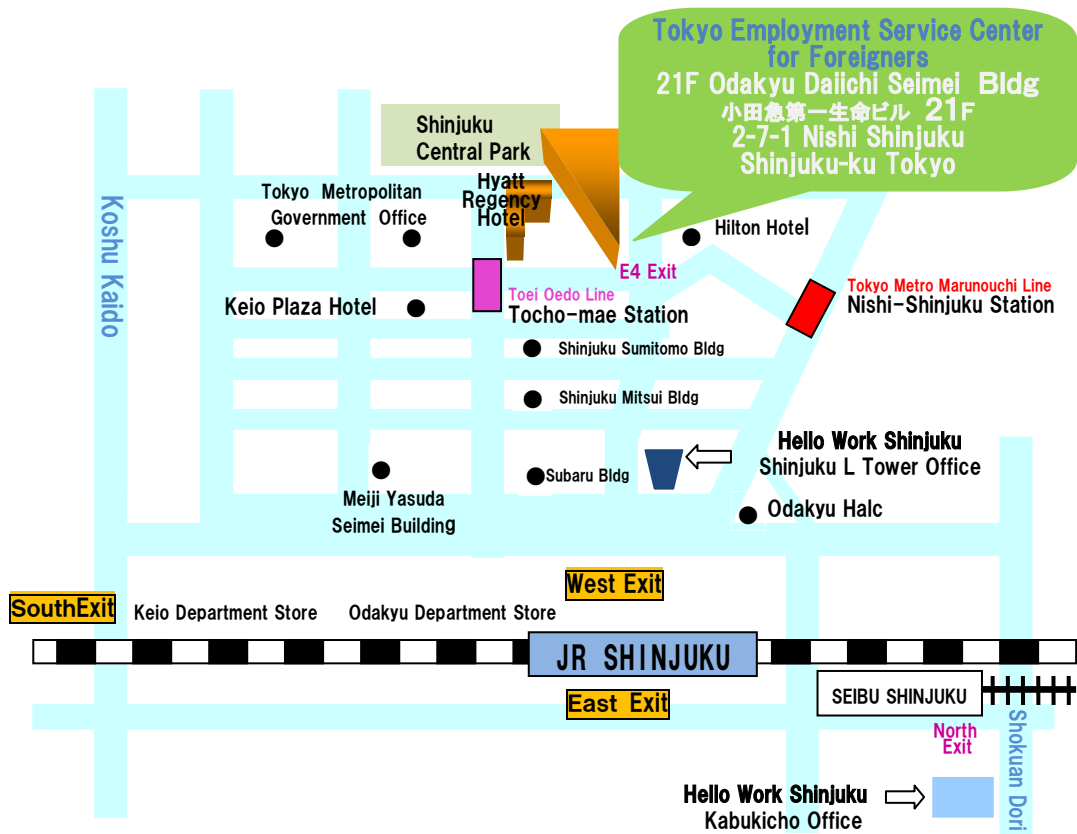 Tokyo Employment Service Center
for Foreigners
21F Odakyu Daiichi Seimei Bldg
小田急第一生命ビル 21F
2-7-1 Nishi Shinjuku
Shinjuku-ku Tokyo
Shinjuku
Central Park
Hyatt
Regency
Hotel
Tokyo Metropolitan
Government Office
Koshu Kaido
Hilton Hotel
E4 Exit
Toei Oedo Line
Tocho-mae Station
Tokyo Metro Marunouchi Line
Nishi-Shinjuku Station
Keio Plaza Hotel
Shinjuku Sumitomo Bldg
Shinjuku Mitsui Bldg
Hello Work Shinjuku
Shinjuku L Tower Office
Subaru Bldg
Meiji Yasuda
Seimei Building
Odakyu Halc
West Exit
SouthExit
Keio Department Store
Odakyu Department Store
JR SHINJUKU
SEIBU SHINJUKU
East Exit
North
Exit
Shokuan Dori
Hello Work Shinjuku
Kabukicho Office